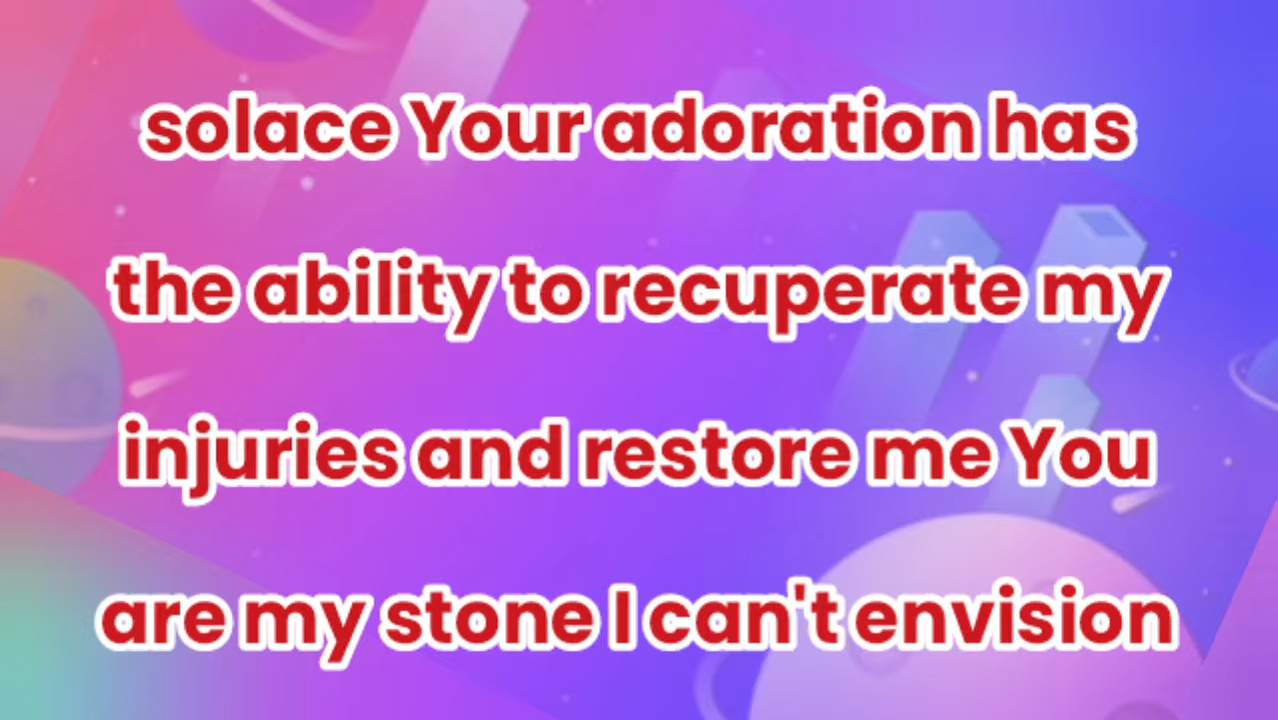 solace Your adoration has
the ability to recuperate my
injuries and restore me You
are my stone I can't envision